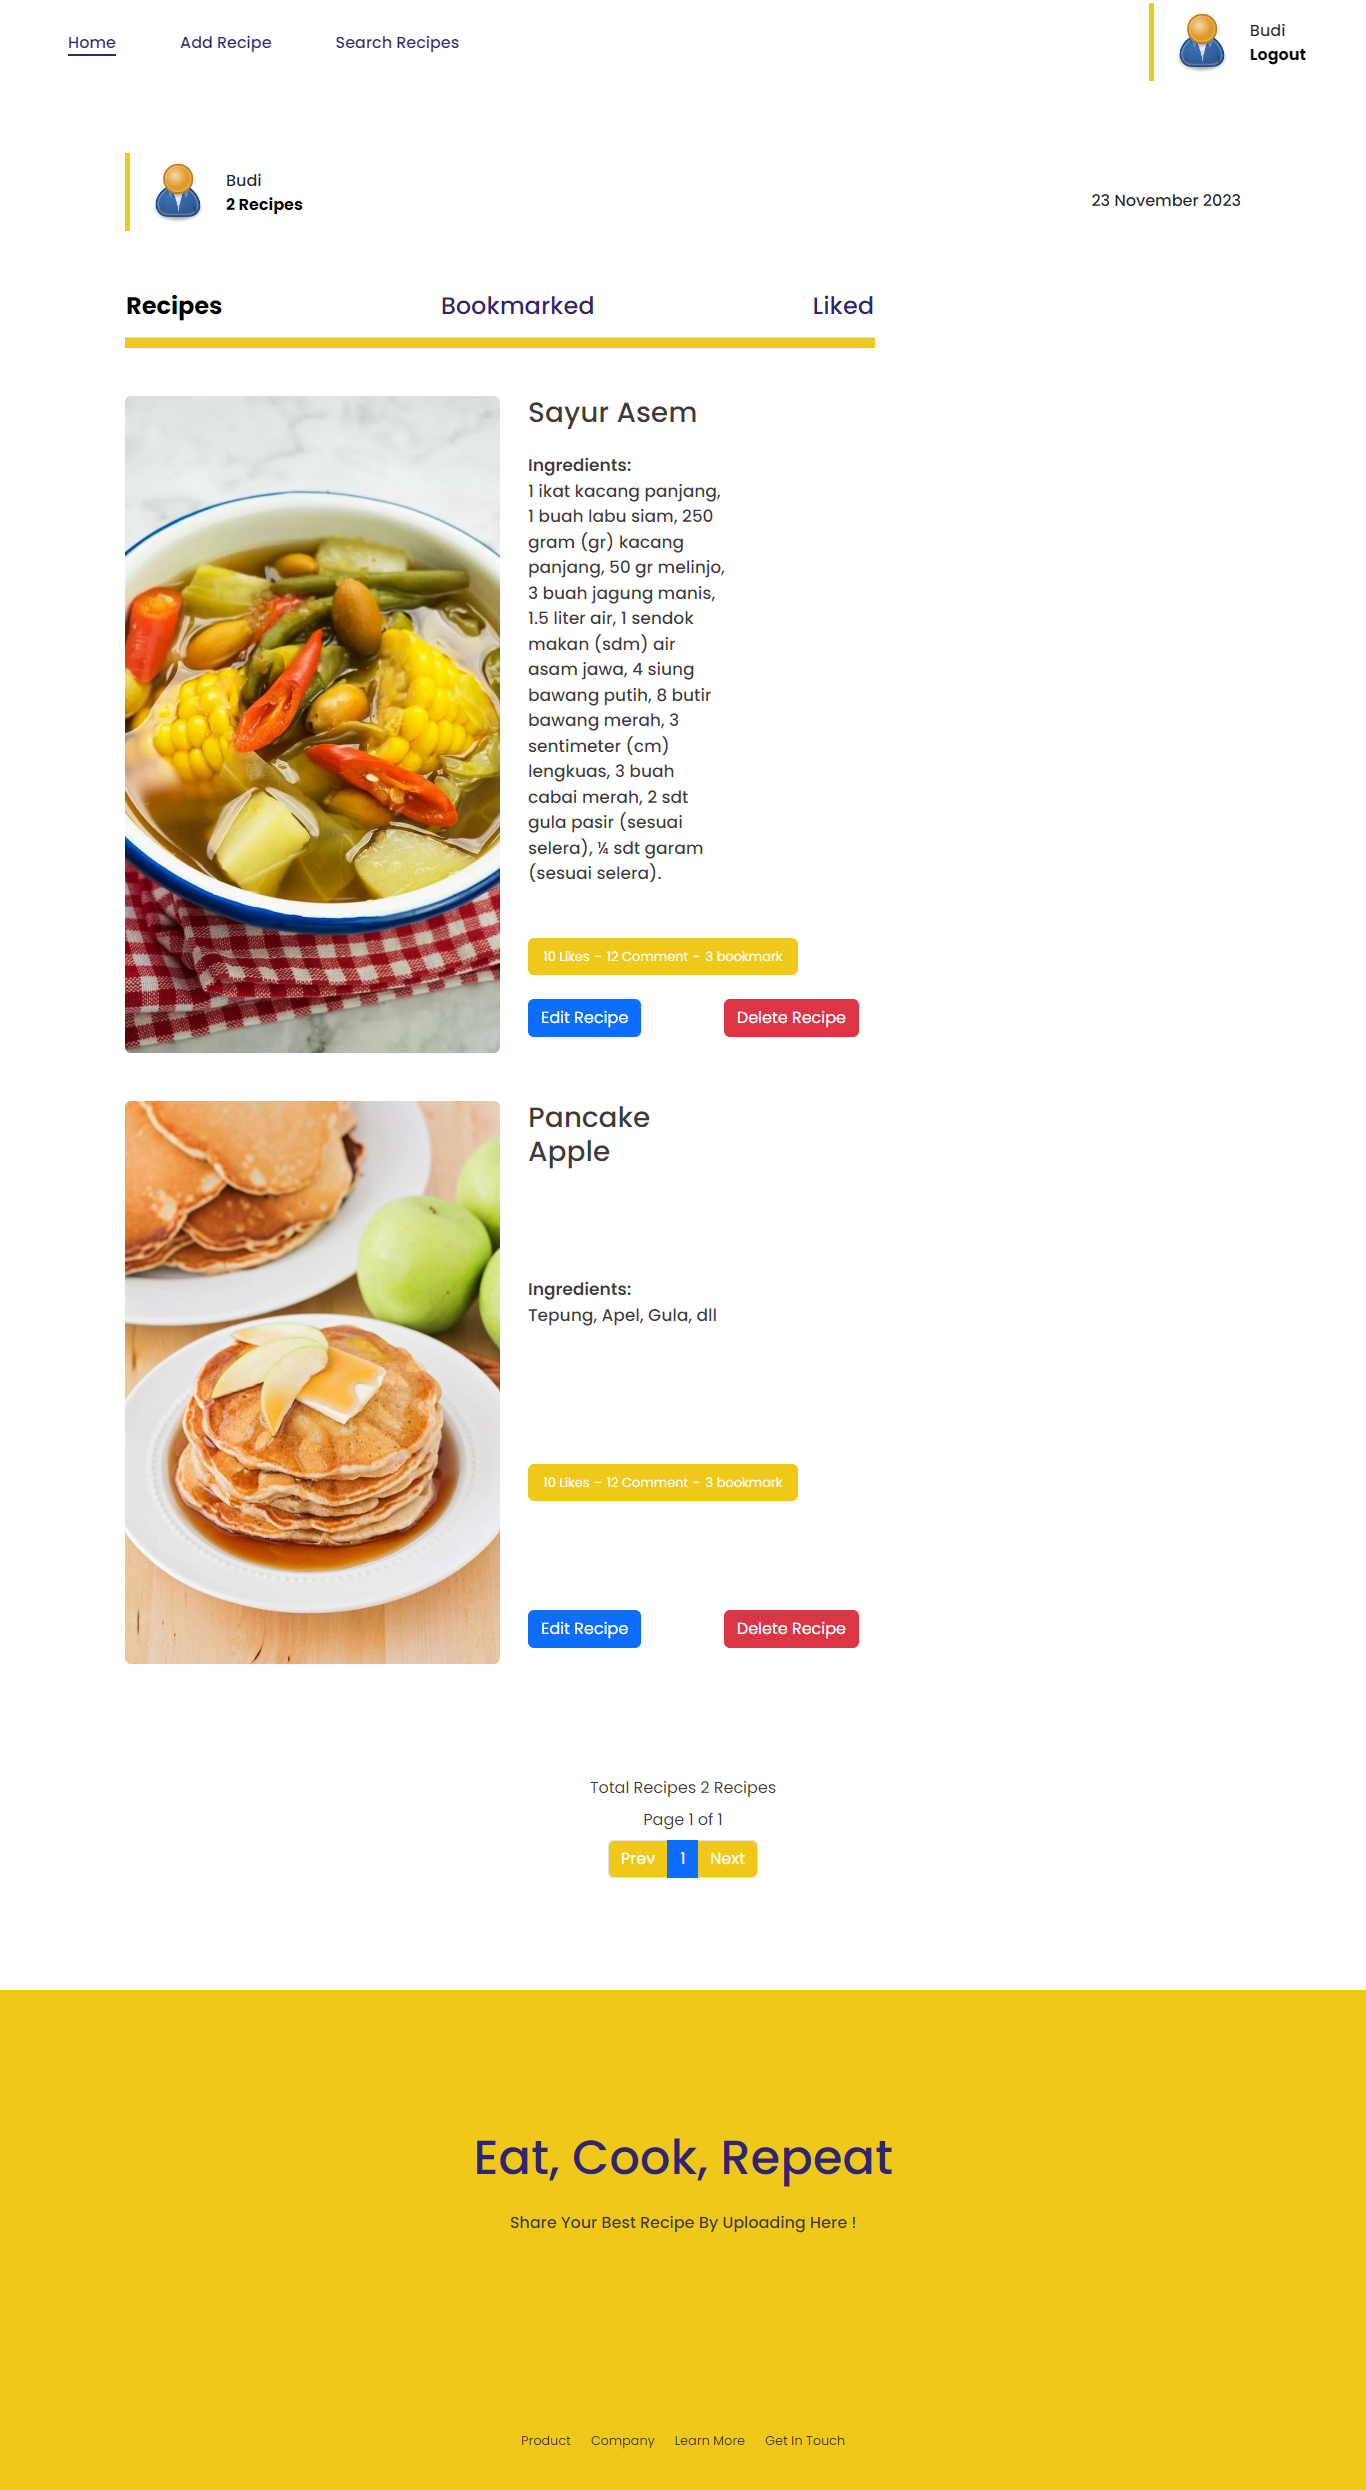 Home Add Recipe Search Recipes
Budi
Logout
Budi
2 Recipes
23 November 2023
Recipes Bookmarked Liked
Sayur Asem
Ingredients:
1 ikat kacang panjang,
1 buah labu siam, 250
gram (gr) kacang
panjang, 50 gr melinjo,
3 buah jagung manis,
1.5 liter air, 1 sendok
makan (sdm) air
asam jawa, 4 siung
bawang putih, 8 butir
bawang merah, 3
sentimeter (cm)
lengkuas, 3 buah
cabai merah, 2 sdt
gula pasir (sesuai
selera), ¼ sdt garam
(sesuai selera).
10 Likes - 12 Comment - 3 bookmark
Edit Recipe Delete Recipe
Pancake
Apple
Ingredients:
Tepung, Apel, Gula, dll
10 Likes - 12 Comment - 3 bookmark
Edit Recipe Delete Recipe
Total Recipes 2 Recipes
Page 1 of 1
Prev 1 Next
Eat, Cook, Repeat
Share Your Best Recipe By Uploading Here !
Product Company Learn More Get In Touch